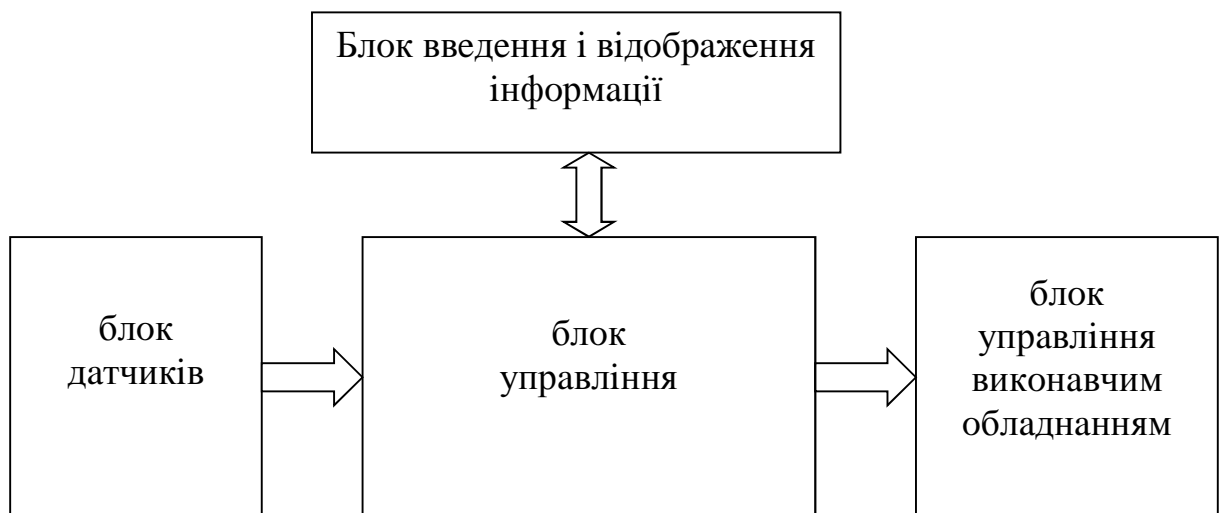 Блок введення і відображення
інформації
блок
датчиків
блок
управління
блок
управління
виконавчим
обладнанням